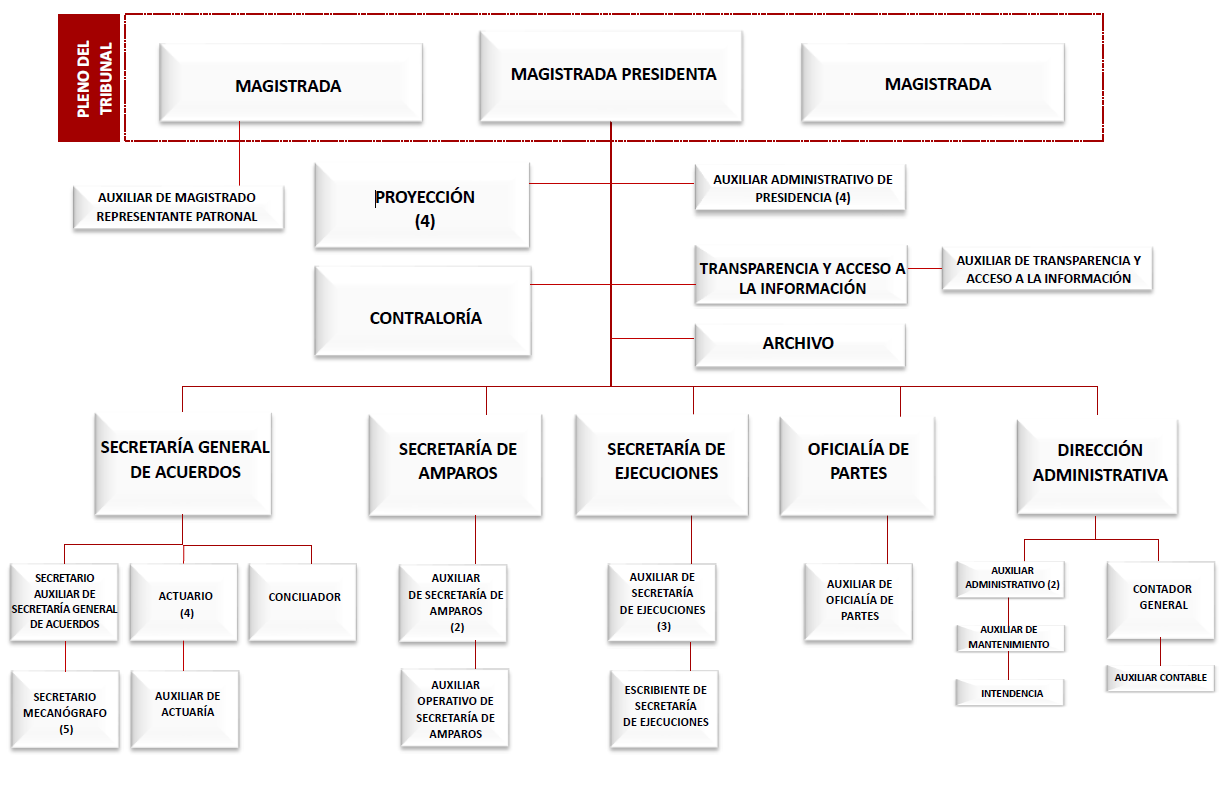 PLENO DEL
TRIBUNAL
MAGISTRADA
MAGISTRADA PRESIDENTA
MAGISTRADA
AUXILIAR DE MAGISTRADO
REPRESENTANTE PATRONAL
PROYECCIÓN
(4)
AUXILIAR ADMINISTRATIVO DE
PRESIDENCIA (4)
CONTRALORÍA
TRANSPARENCIA Y ACCESO A
LA INFORMACIÓN
AUXILIAR DE TRANSPARENCIA Y
ACCESO A LA INFORMACIÓN
ARCHIVO
SECRETARÍA GENERAL
DE ACUERDOS
SECRETARÍA DE
AMPAROS
SECRETARÍA DE
EJECUCIONES
OFICIALÍA DE
PARTES
DIRECCIÓN
ADMINISTRATIVA
SECRETARIO
AUXILIAR DE
SECRETARÍA GENERAL
DE ACUERDOS
ACTUARIO
(4)
CONCILIADOR
AUXILIAR
DE SECRETARÍA DE
AMPAROS
(2)
AUXILIAR DE
SECRETARÍA
DE EJECUCIONES
(3)
AUXILIAR DE
OFICIALÍA DE
PARTES
AUXILIAR
ADMINISTRATIVO (2)
CONTADOR
GENERAL
AUXILIAR DE
MANTENIMIENTO
SECRETARIO
MECANÓGRAFO
(5)
AUXILIAR DE
ACTUARÍA
AUXILIAR
OPERATIVO DE
SECRETARÍA DE
AMPAROS
ESCRIBIENTE DE
SECRETARÍA
DE EJECUCIONES
INTENDENCIA
AUXILIAR CONTABLE